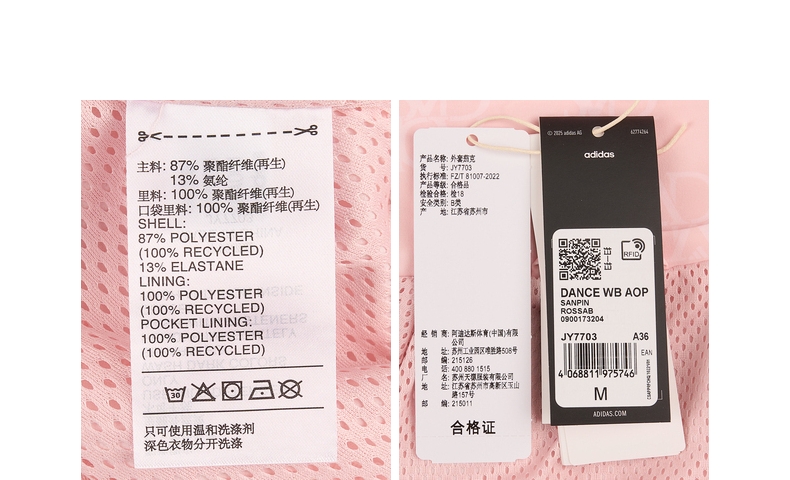 主料: 87% 聚酯纤维(再生)
13% 氨纶
里料: 100% 聚酯纤维(再生)
口袋里料: 100% 聚酯纤维(再生)
SHELL:
87% POLYESTER
(100% RECYCLED)
13% ELASTANE
LINING:
100% POLYESTER
(100% RECYCLED)
POCKET LINING:
100% POLYESTER
(100% RECYCLED)
30
只可使用温和洗涤剂
深色衣物分开洗涤
产品名称: 外套茄克
货 号: JY7703
执行标准: FZ/T 81007-2022
产品等级: 合格品
检验合格: 检18
安全类别: B类
产 地: 江苏省苏州市
经 销 商: 阿迪达斯体育(中国)有限
公司
地 址: 苏州工业园区唯胜路508号
邮 编: 215126
电 话: 400 880 1515
厂 名: 苏州天骥服装有限公司
地 址: 江苏省苏州市高新区玉山
路157号
邮 编: 215011
合格证
© 2025 adidas AG
62774264
adidas
RFID
DANCE WB AOP
SANPIN
ROSSAB
0900173204
JY7703 A36
EAN
4 068811 975746
M
ADIDAS.COM